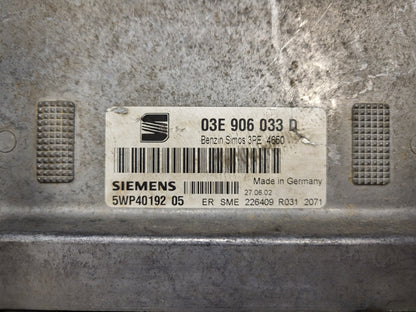 03E 906 033 D
Benzin Simos 3PE 4660
SIEMENS
Made in Germany
27.06.02
5WP40192 05 ER SME 226409 R031 2071